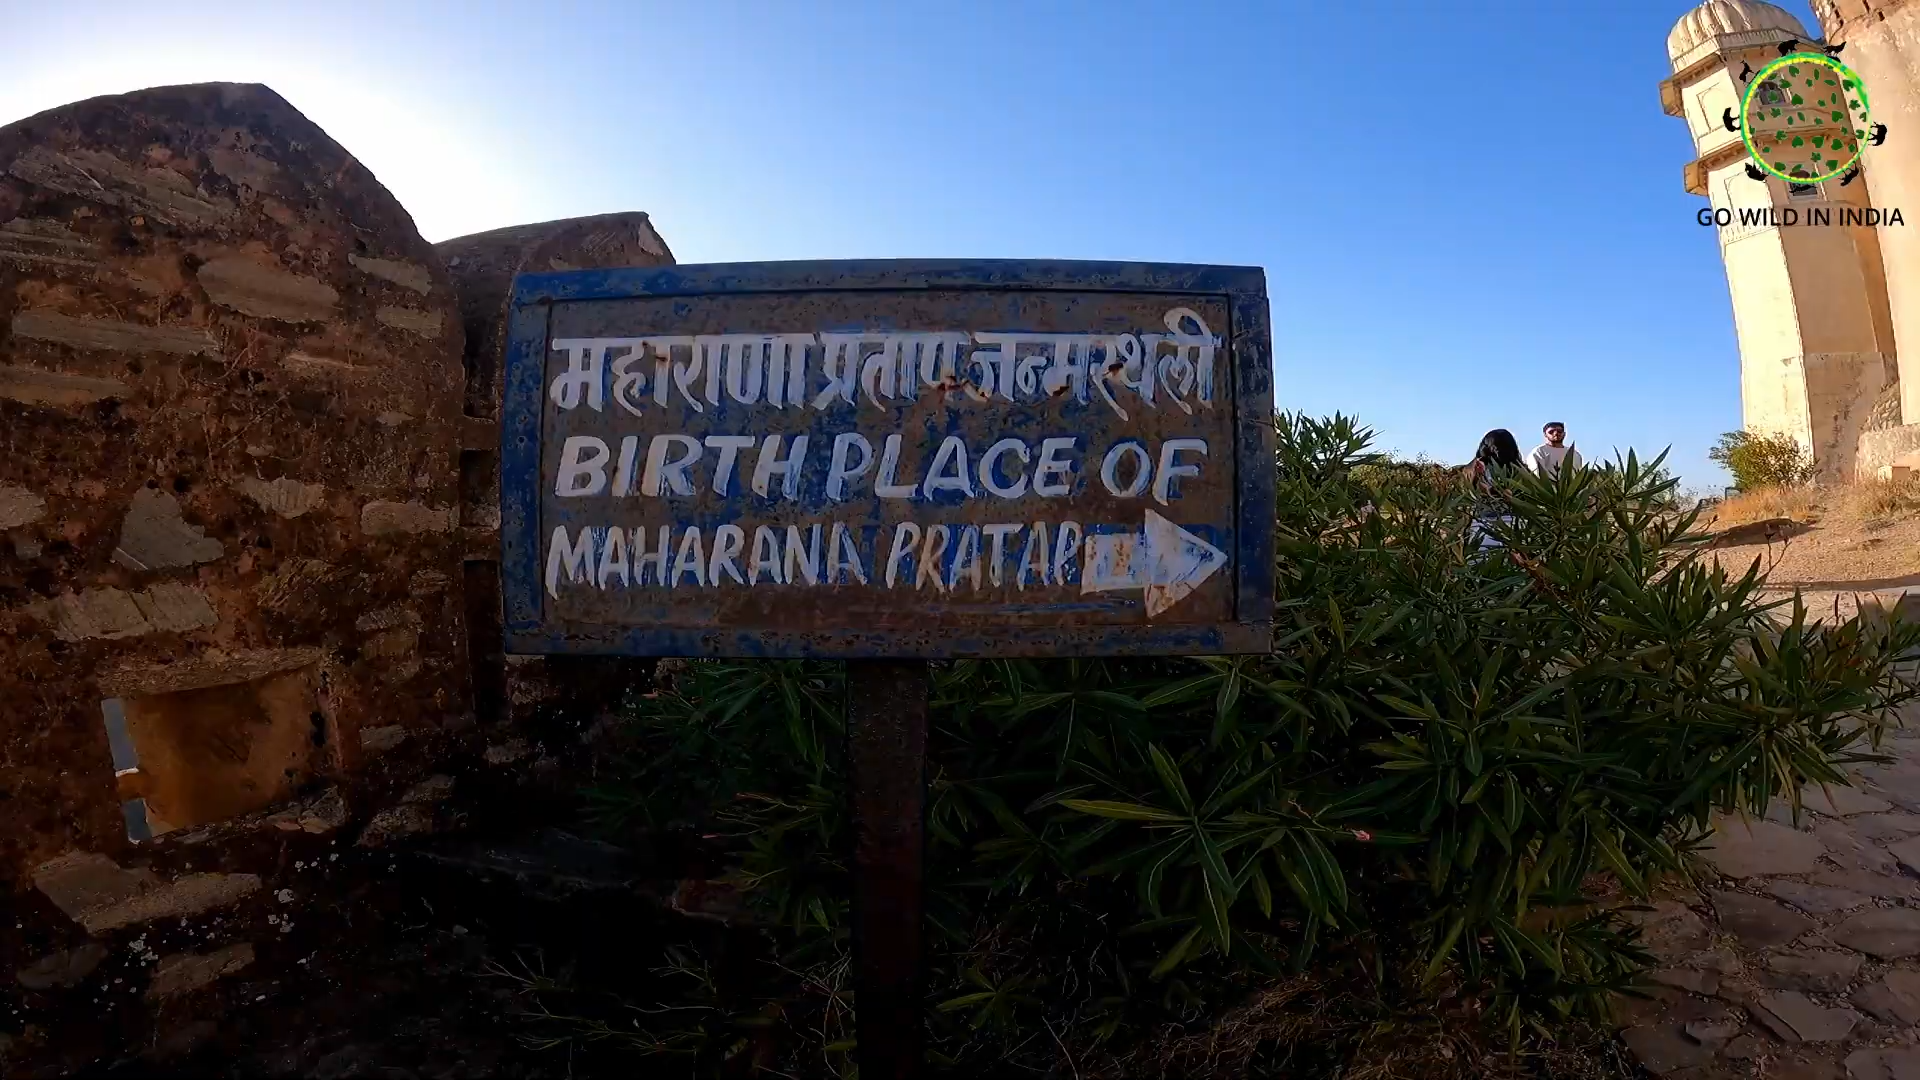 महाराणा प्रताप जन्मस्थली
BIRTH PLACE OF
MAHARANA PRATAP
GO WILD IN INDIA